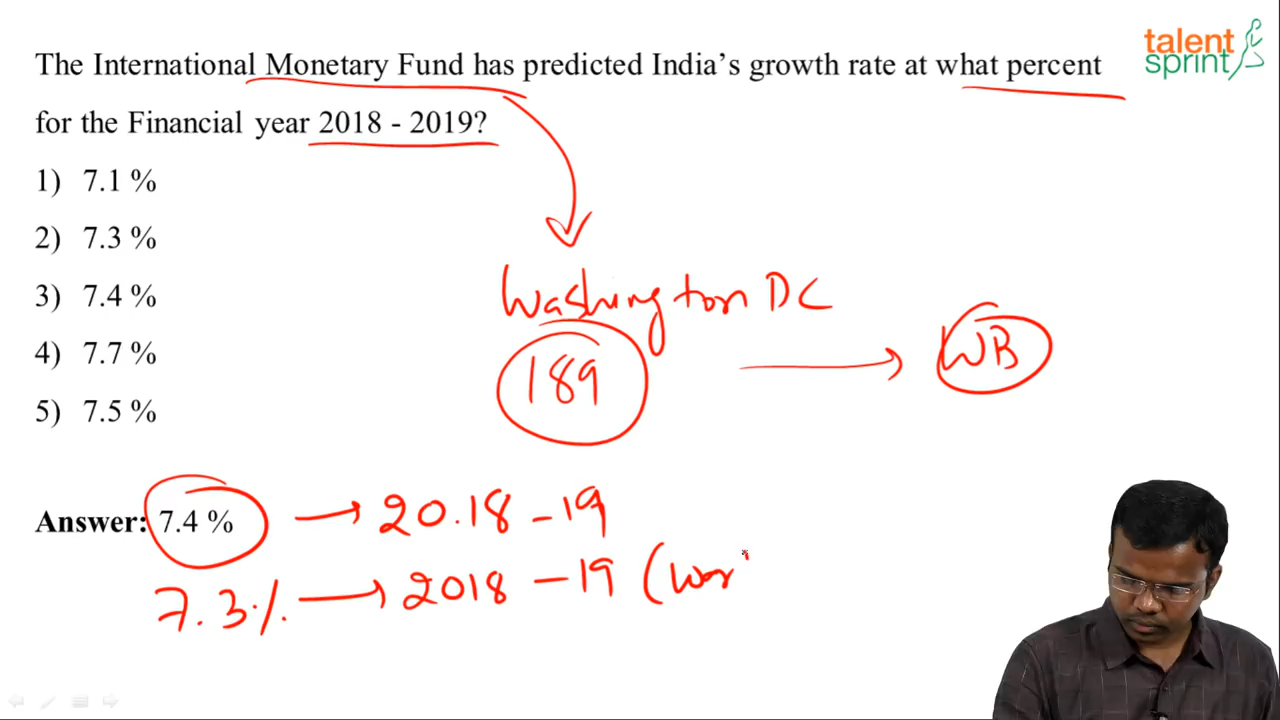 The International Monetary Fund has predicted India's growth rate at what percent
for the Financial year 2018 - 2019?
1) 7.1 %
2) 7.3 %
3) 7.4 %
4) 7.7 %
5) 7.5 %
talent
sprint
Washington DC
189
WB
Answer: 7.4 % → 20.18 - 19
7.3% → 2018 - 19 (Wor